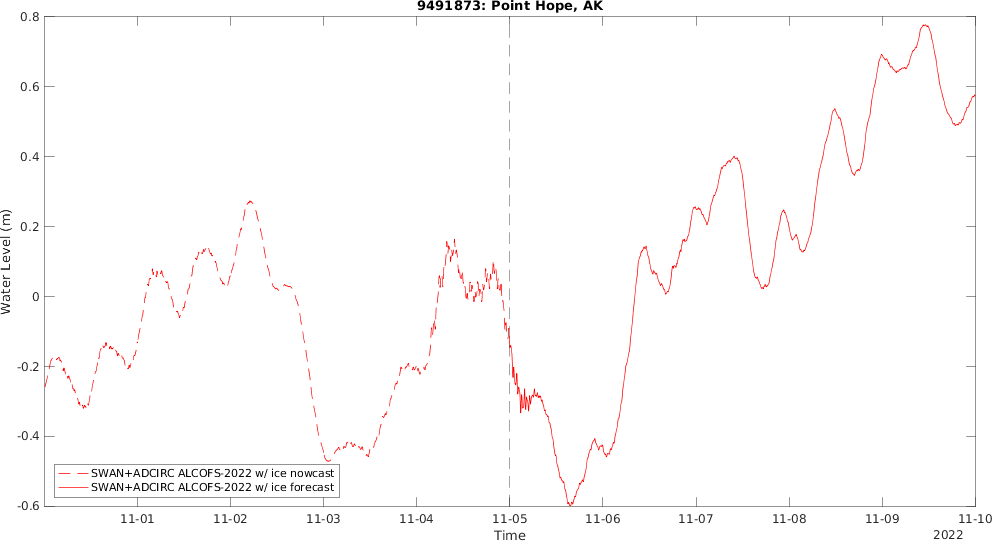 9491873: Point Hope, AK
0.8
0.6
0.4
0.2
0
-0.2
-0.4
-0.6
Water Level (m)
SWAN+ADCIRC ALCOFS-2022 w/ ice nowcast
SWAN+ADCIRC ALCOFS-2022 w/ ice forecast
11-01 11-02 11-03 11-04 11-05 11-06 11-07 11-08 11-09 11-10
Time
2022